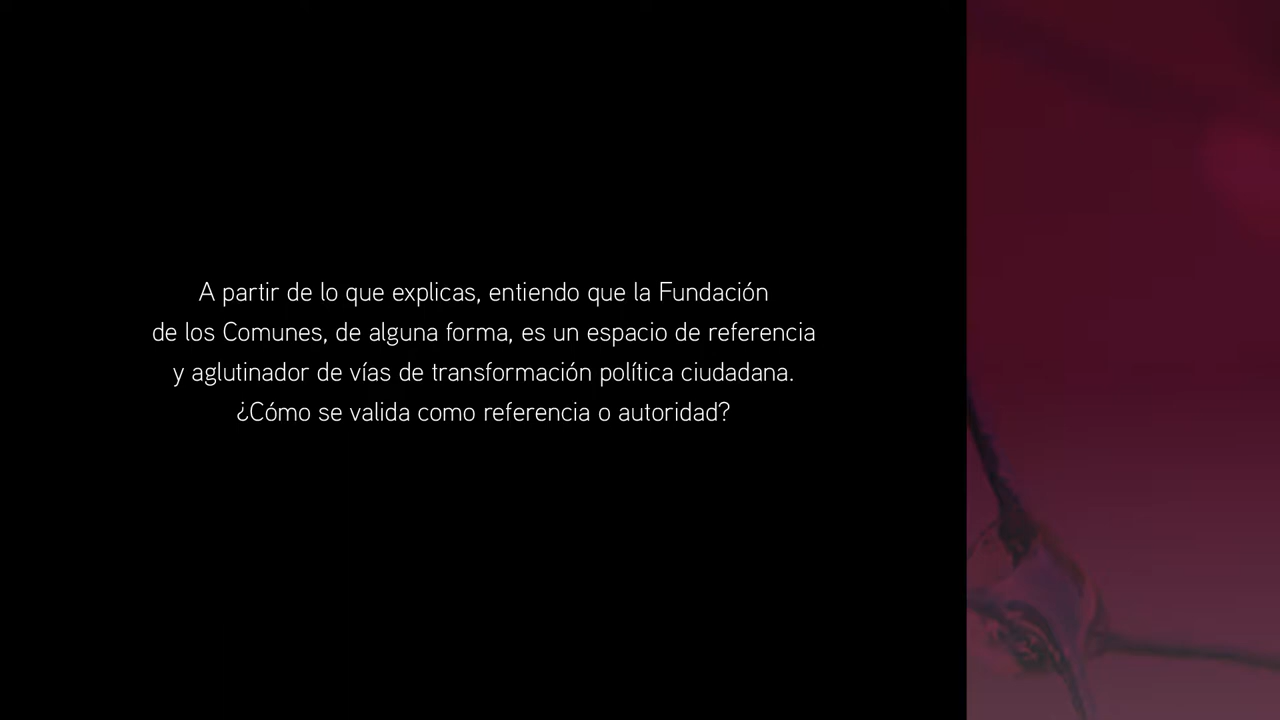 A partir de lo que explicas, entiendo que la Fundación
de los Comunes, de alguna forma, es un espacio de referencia
y aglutinador de vías de transformación política ciudadana.
¿Cómo se valida como referencia o autoridad?